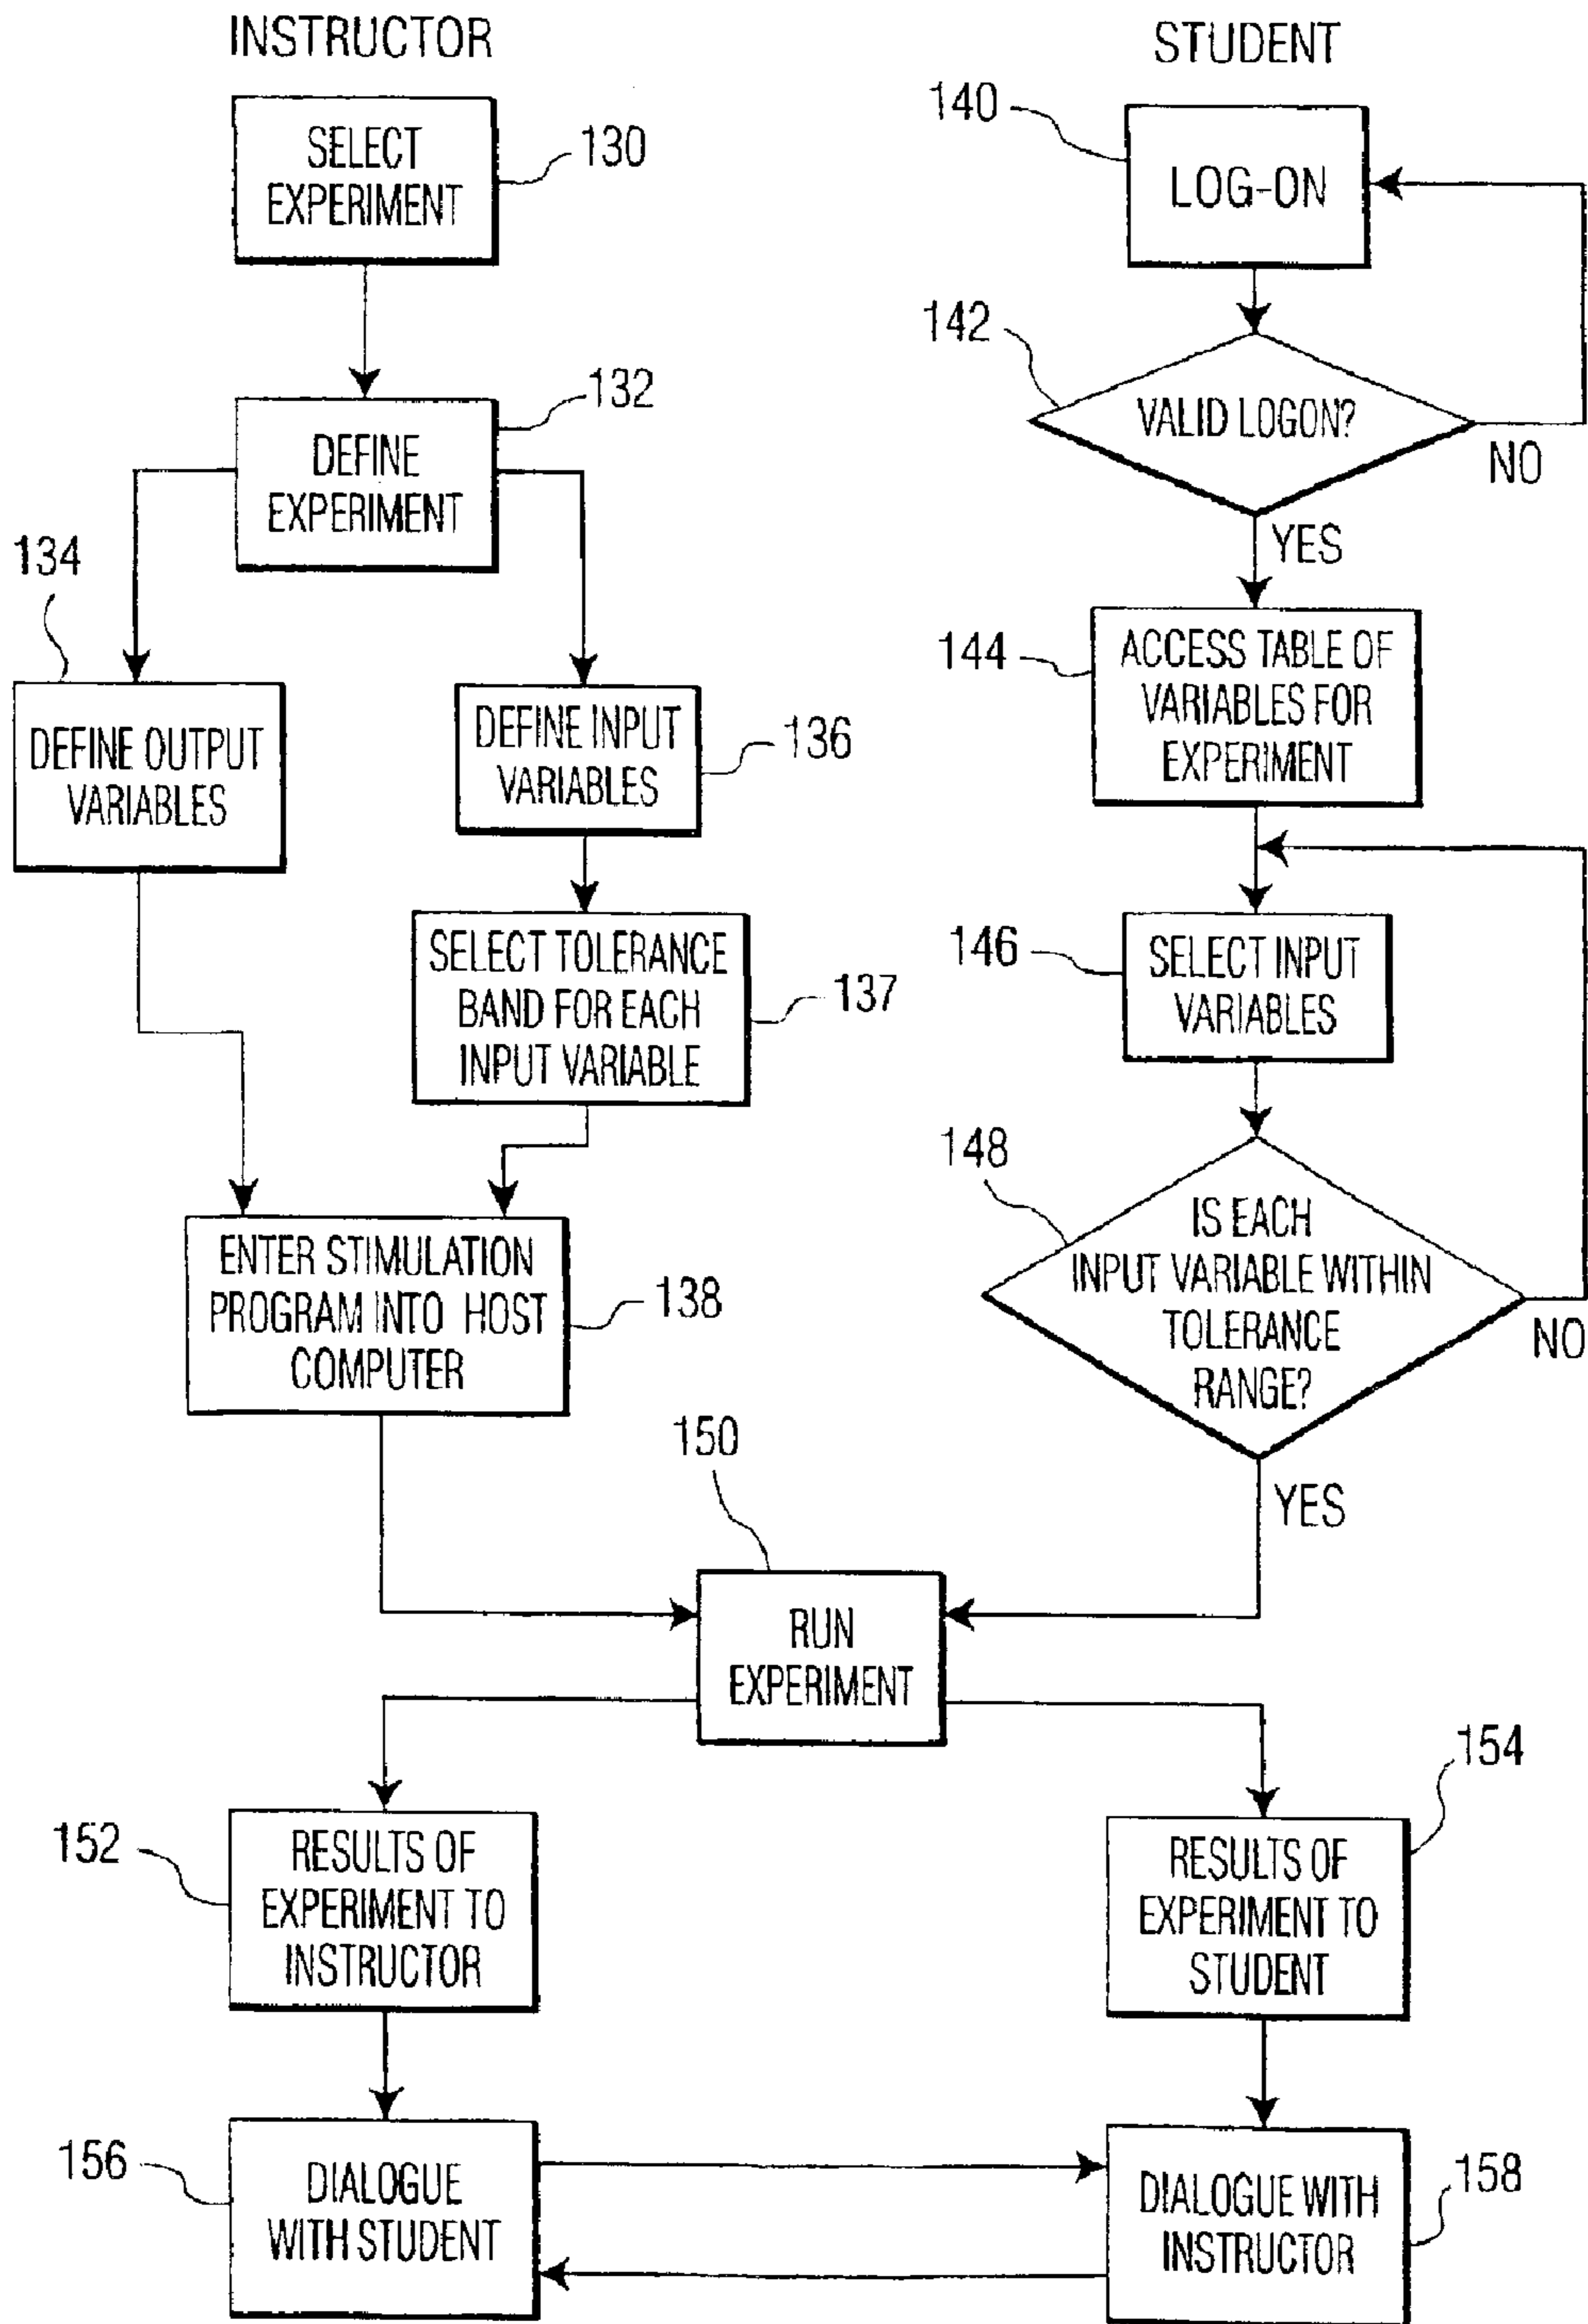 INSTRUCTOR
SELECT
EXPERIMENT
130
132
DEFINE
EXPERIMENT
134
DEFINE OUTPUT
VARIABLES
DEFINE INPUT
VARIABLES
136
SELECT TOLERANCE
BAND FOR EACH
INPUT VARIABLE
137
ENTER STIMULATION
PROGRAM INTO HOST
COMPUTER
138
STUDENT
140
LOG-ON
142
VALID LOGON?
NO
YES
144
ACCESS TABLE OF
VARIABLES FOR
EXPERIMENT
146
SELECT INPUT
VARIABLES
148
IS EACH
INPUT VARIABLE WITHIN
TOLERANCE
RANGE?
NO
YES
150
RUN
EXPERIMENT
152
RESULTS OF
EXPERIMENT TO
INSTRUCTOR
154
RESULTS OF
EXPERIMENT TO
STUDENT
156
DIALOGUE
WITH STUDENT
158
DIALOGUE WITH
INSTRUCTOR